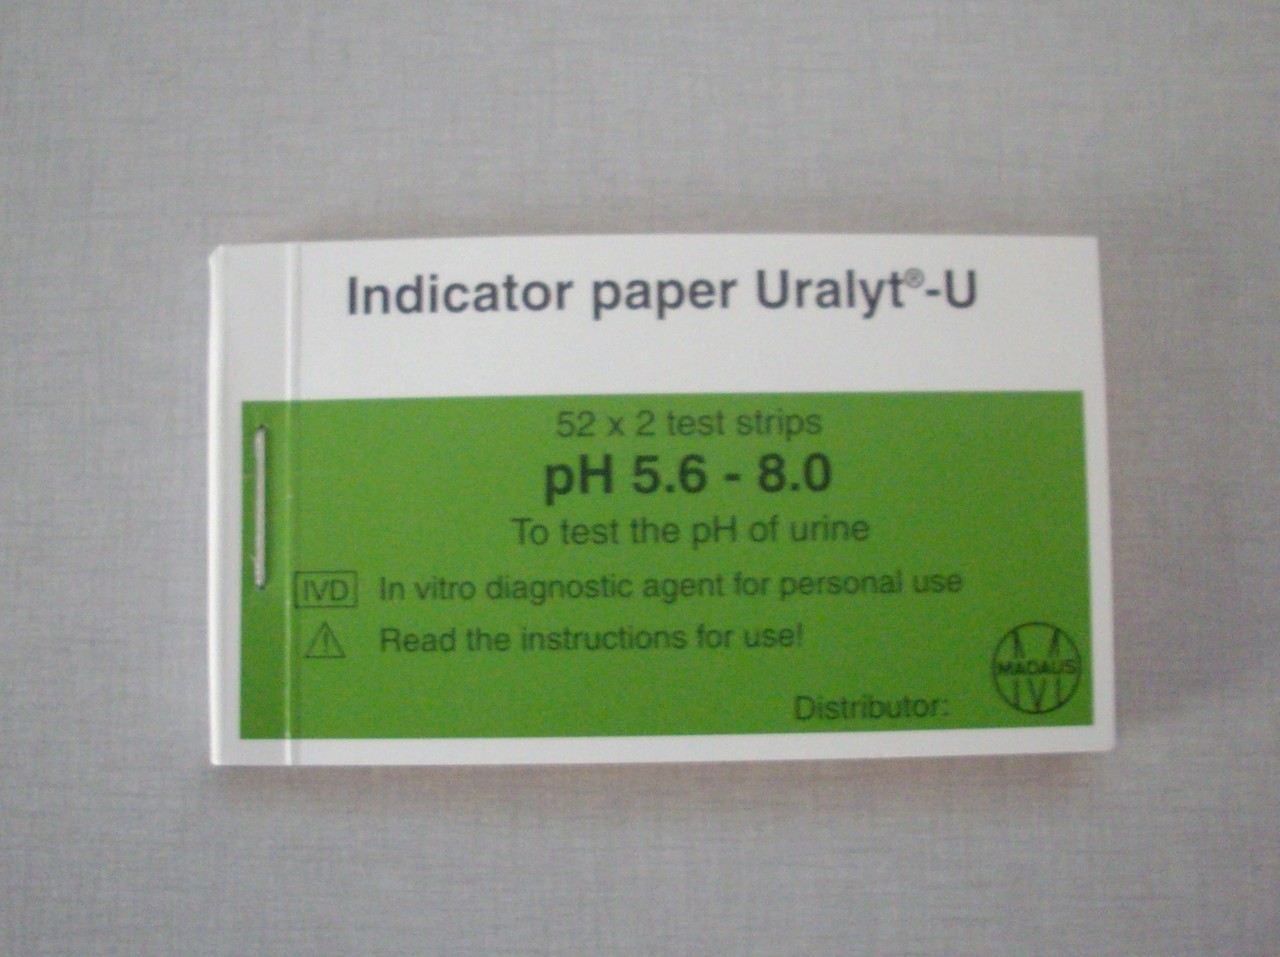 Indicator paper Uralyt®-U
52 x 2 test strips
pH 5.6 - 8.0
To test the pH of urine
IVD In vitro diagnostic agent for personal use
Read the instructions for use!
MADAUS
Distributor: